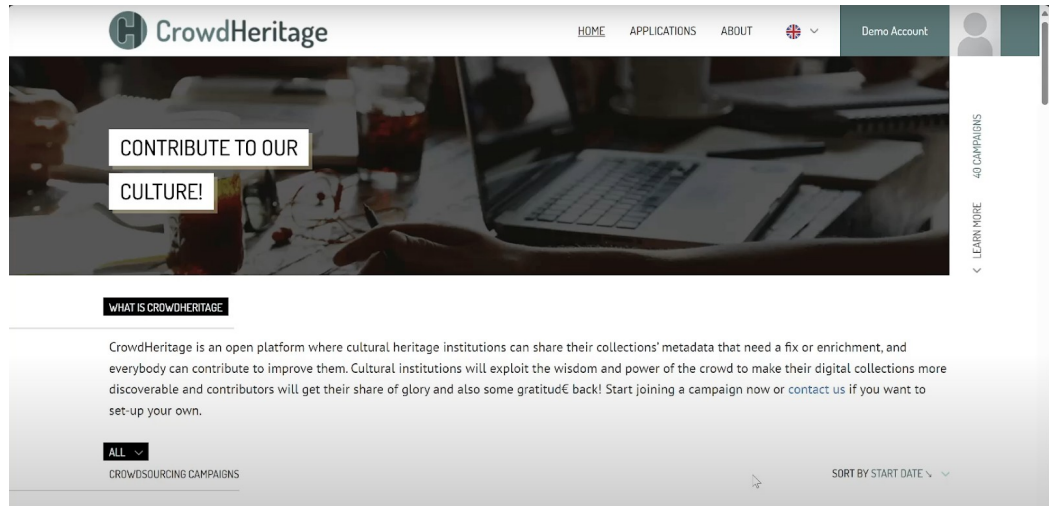 CrowdHeritage
HOME APPLICATIONS ABOUT Demo Account
CONTRIBUTE TO OUR
CULTURE!
40 CAMPAIGNS
LEARN MORE
WHAT IS CROWDHERITAGE
CrowdHeritage is an open platform where cultural heritage institutions can share their collections' metadata that need a fix or enrichment, and
everybody can contribute to improve them. Cultural institutions will exploit the wisdom and power of the crowd to make their digital collections more
discoverable and contributors will get their share of glory and also some gratitud€ back! Start joining a campaign now or contact us if you want to
set-up your own.
ALL
CROWDSOURCING CAMPAIGNS SORT BY START DATE